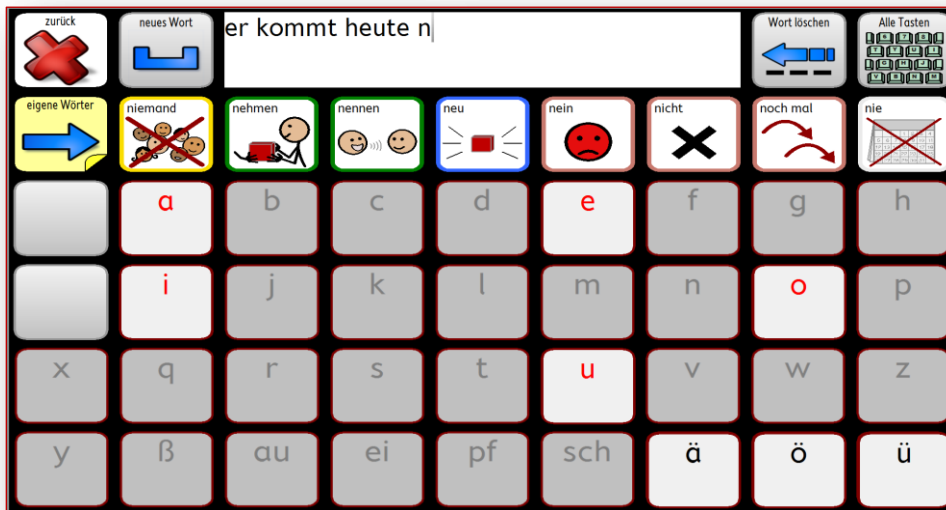 zurück
neues Wort
er kommt heute n
Wort löschen
Alle Tasten
eigene Wörter
niemand
nehmen
nennen
neu
nein
nicht
noch mal
nie
a b c d e f g h
i j k l m n o p
x q r s t u v w z
y ß au ei pf sch ä ö ü